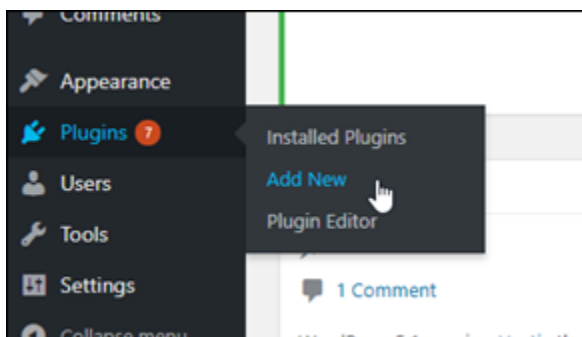 Comments
Appearance
Plugins 7
Installed Plugins
Add New
Plugin Editor
Users
Tools
Settings
Collapse menu
1 Comment